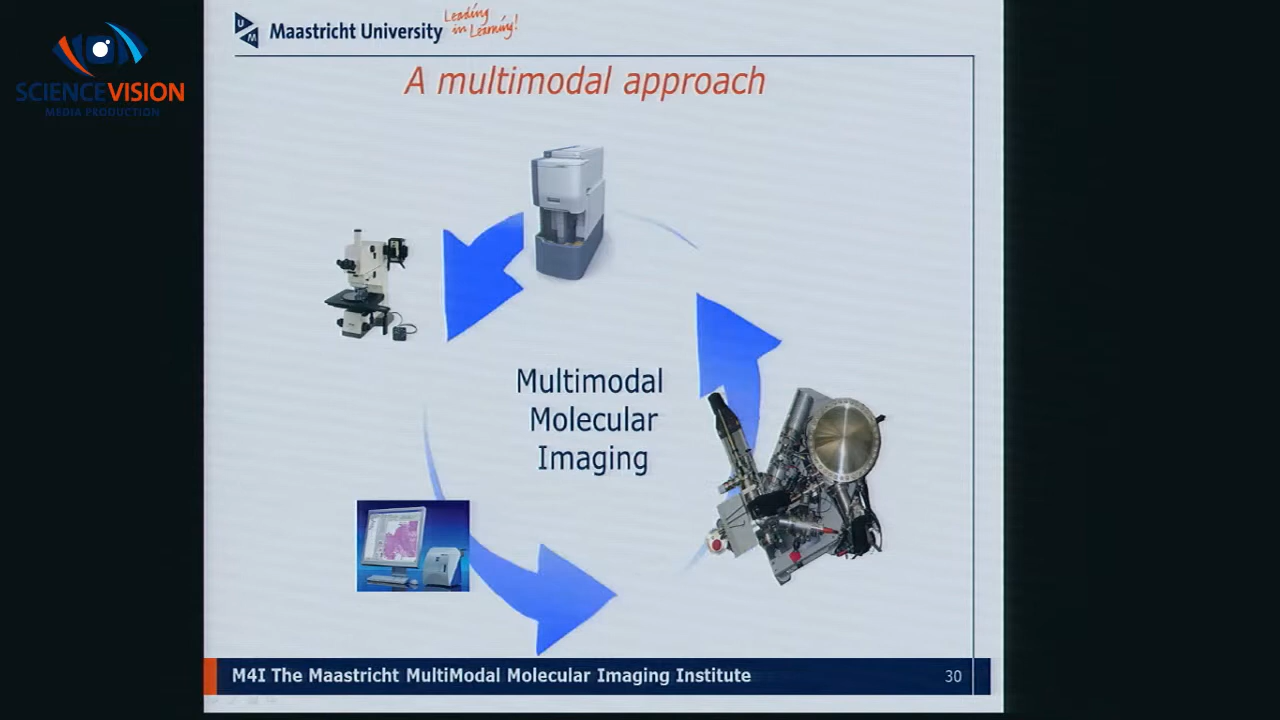 Maastricht University
Leading
in Learning!
U
M
SCIENCEVISION
MEDIA PRODUCTION
A multimodal approach
Multimodal
Molecular
Imaging
M4I The Maastricht MultiModal Molecular Imaging Institute
30